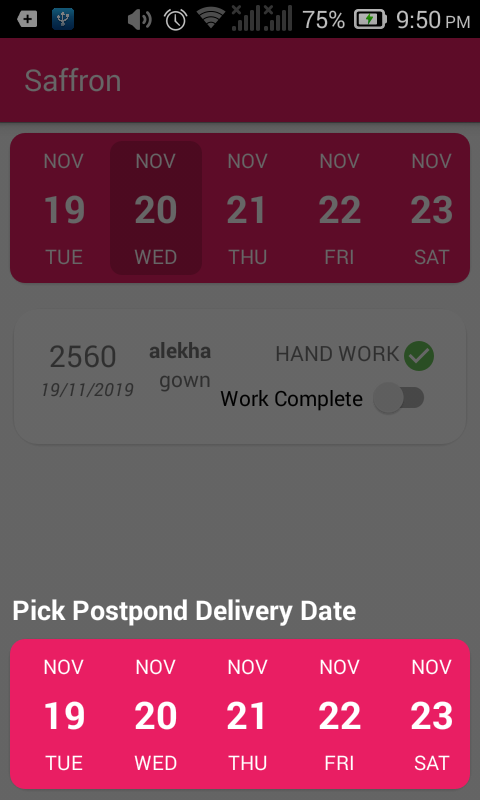 75% 9:50 PM
Saffron
NOV NOV NOV NOV NOV
19 20 21 22 23
TUE WED THU FRI SAT
2560 alekha HAND WORK
19/11/2019 gown Work Complete
Pick Postpond Delivery Date
NOV NOV NOV NOV NOV
19 20 21 22 23
TUE WED THU FRI SAT